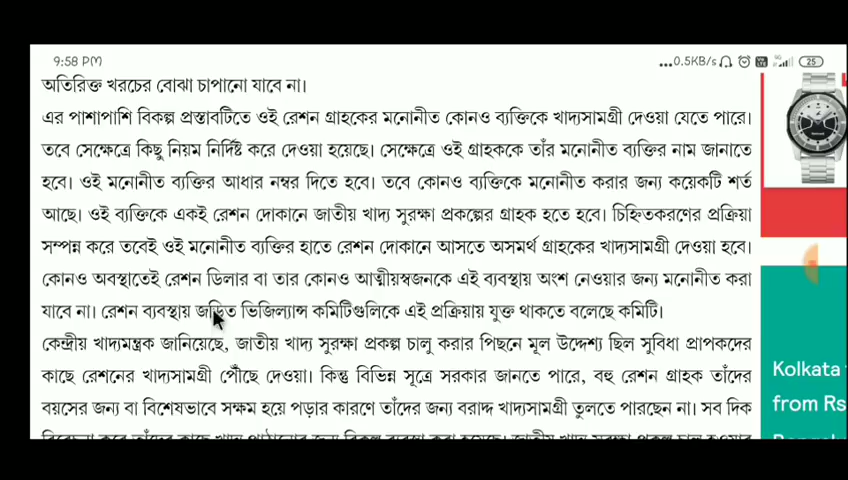 9:58 PM
...0.5KB/s
25
অতিরিক্ত খরচের বোঝা চাপানো যাবে না।
এর পাশাপাশি বিকল্প প্রস্তাবটিতে ওই রেশন গ্রাহকের মনোনীত কোনও ব্যক্তিকে খাদ্যসামগ্রী দেওয়া যেতে পারে।
তবে সেক্ষেত্রে কিছু নিয়ম নির্দিষ্ট করে দেওয়া হয়েছে। সেক্ষেত্রে ওই গ্রাহককে তাঁর মনোনীত ব্যক্তির নাম জানাতে
হবে। ওই মনোনীত ব্যক্তির আধার নম্বর দিতে হবে। তবে কোনও ব্যক্তিকে মনোনীত করার জন্য কয়েকটি শর্ত
আছে। ওই ব্যক্তিকে একই রেশন দোকানে জাতীয় খাদ্য সুরক্ষা প্রকল্পের গ্রাহক হতে হবে। চিহ্নিতকরণের প্রক্রিয়া
সম্পন্ন করে তবেই ওই মনোনীত ব্যক্তির হাতে রেশন দোকানে আসতে অসমর্থ গ্রাহকের খাদ্যসামগ্রী দেওয়া হবে।
কোনও অবস্থাতেই রেশন ডিলার বা তার কোনও আত্মীয়স্বজনকে এই ব্যবস্থায় অংশ নেওয়ার জন্য মনোনীত করা
যাবে না। রেশন ব্যবস্থায় জড়িত ভিজিল্যান্স কমিটিগুলিকে এই প্রক্রিয়ায় যুক্ত থাকতে বলেছে কমিটি।
কেন্দ্রীয় খাদ্যমন্ত্রক জানিয়েছে, জাতীয় খাদ্য সুরক্ষা প্রকল্প চালু করার পিছনে মূল উদ্দেশ্য ছিল সুবিধা প্রাপকদের
কাছে রেশনের খাদ্যসামগ্রী পৌঁছে দেওয়া। কিন্তু বিভিন্ন সূত্রে সরকার জানতে পারে, বহু রেশন গ্রাহক তাঁদের
বয়সের জন্য বা বিশেষভাবে সক্ষম হয়ে পড়ার কারণে তাঁদের জন্য বরাদ্দ খাদ্যসামগ্রী তুলতে পারছেন না। সব দিক
Kolkata
from Rs